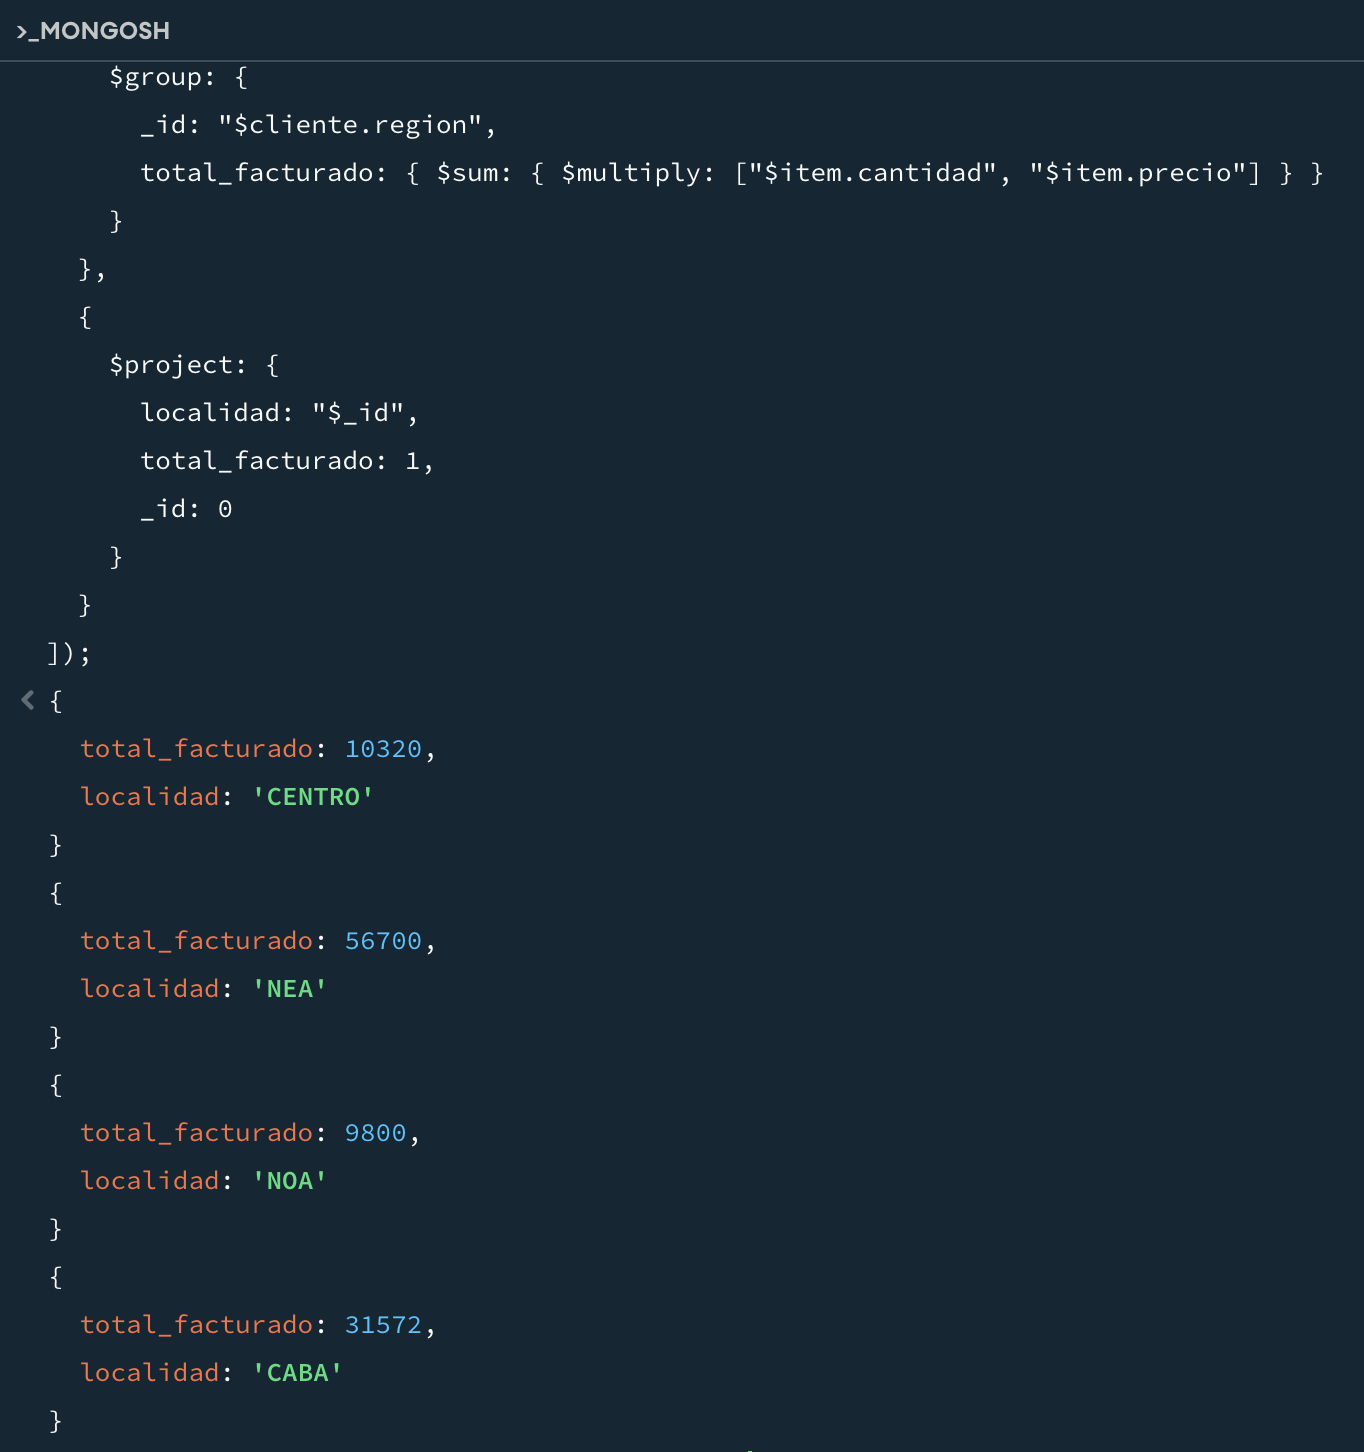 >_MONGOSH
$group: {
_id: "$cliente.region",
total_facturado: { $sum: { $multiply: ["$item.cantidad", "$item.precio"] } }
}
},
{
$project: {
localidad: "$_id",
total_facturado: 1,
_id: 0
}
}
]);
{
total_facturado: 10320,
localidad: 'CENTRO'
}
{
total_facturado: 56700,
localidad: 'NEA'
}
{
total_facturado: 9800,
localidad: 'NOA'
}
{
total_facturado: 31572,
localidad: 'CABA'
}